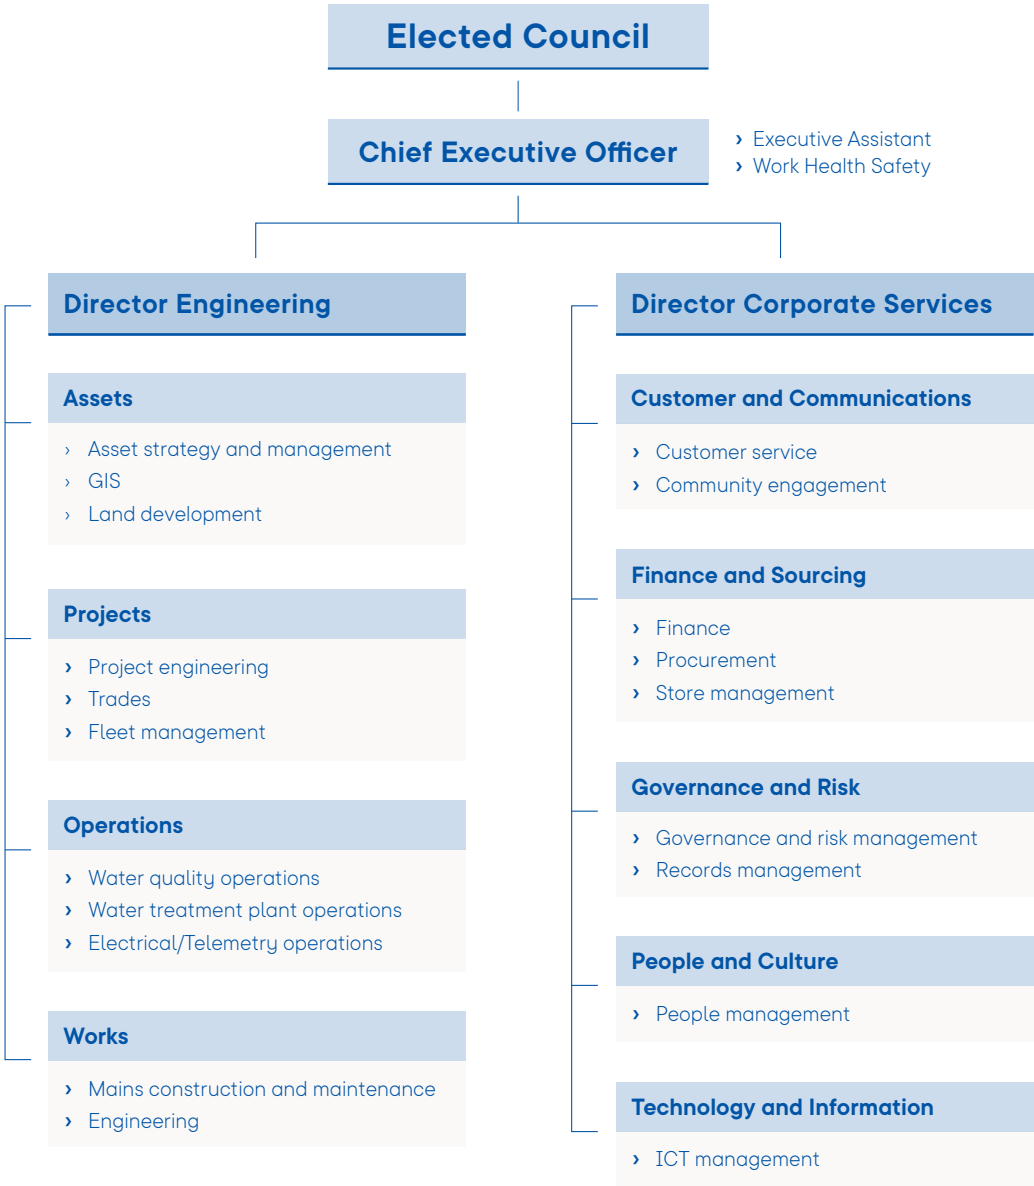 Elected Council
Chief Executive Officer
› Executive Assistant
› Work Health Safety
Director Engineering
Assets
› Asset strategy and management
› GIS
› Land development
Projects
› Project engineering
› Trades
› Fleet management
Operations
› Water quality operations
› Water treatment plant operations
› Electrical/Telemetry operations
Works
› Mains construction and maintenance
› Engineering
Director Corporate Services
Customer and Communications
› Customer service
› Community engagement
Finance and Sourcing
› Finance
› Procurement
› Store management
Governance and Risk
› Governance and risk management
› Records management
People and Culture
› People management
Technology and Information
› ICT management